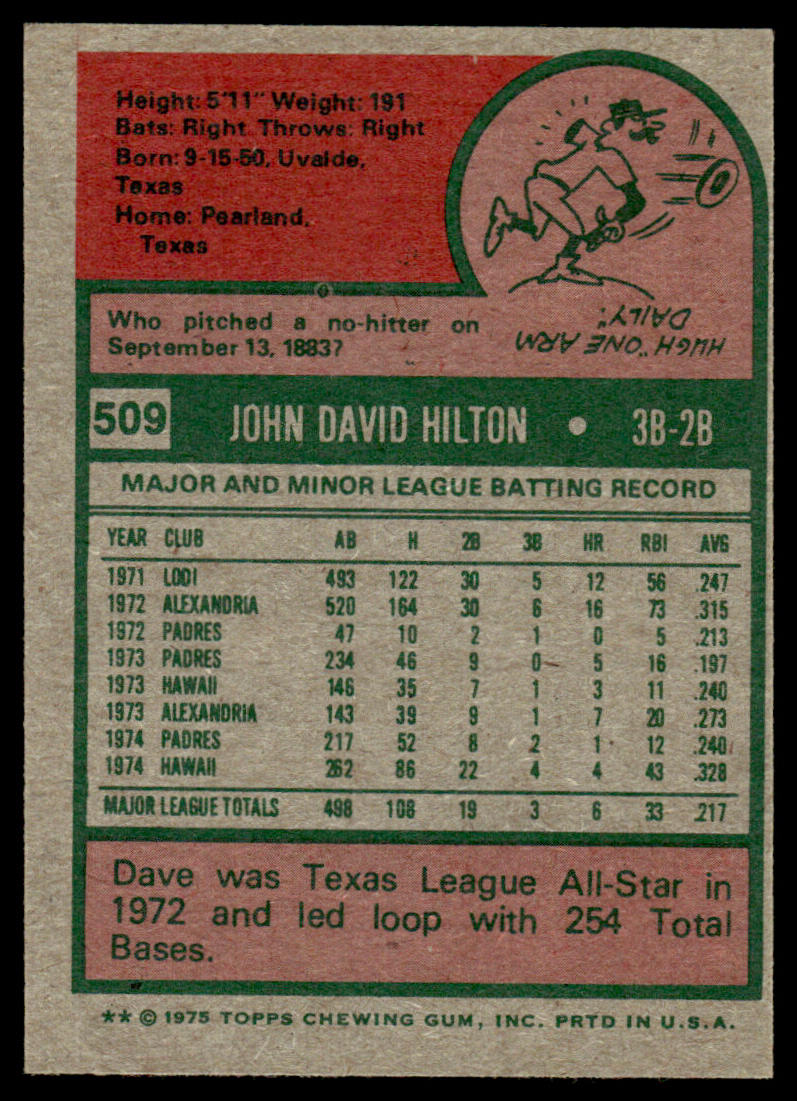 Height: 5'11" Weight: 191
Bats: Right Throws: Right
Born: 9-15-50, Uvalde,
Texas
Home: Pearland,
Texas
Who pitched a no-hitter on
September 13, 1883?
HUGH "ONE ARM
DAILY".
509 JOHN DAVID HILTON • 3B-2B
MAJOR AND MINOR LEAGUE BATTING RECORD
YEAR CLUB AB H 2B 3B HR RBI AVG
1971 LODI 493 122 30 5 12 56 .247
1972 ALEXANDRIA 520 164 30 6 16 73 .315
1972 PADRES 47 10 2 1 0 5 .213
1973 PADRES 234 46 9 0 5 16 .197
1973 HAWAII 146 35 7 1 3 11 .240
1973 ALEXANDRIA 143 39 9 1 7 20 .273
1974 PADRES 217 52 8 2 1 12 .240
1974 HAWAII 262 86 22 4 4 43 .328
MAJOR LEAGUE TOTALS 498 108 19 3 6 33 .217
Dave was Texas League All-Star in
1972 and led loop with 254 Total
Bases.
** © 1975 TOPPS CHEWING GUM, INC. PRTD IN U.S.A.